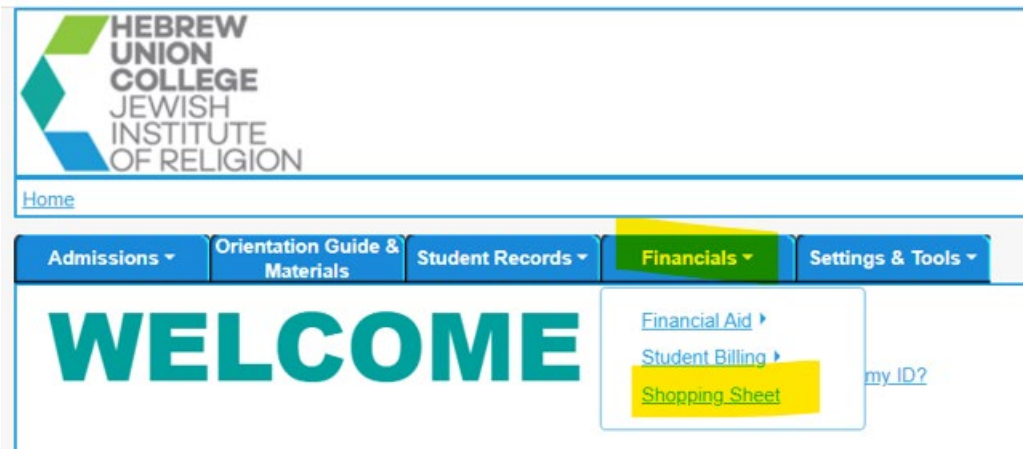 HEBREW
UNION
COLLEGE
JEWISH
INSTITUTE
OF RELIGION
Home
Admissions
Orientation Guide &
Materials
Student Records
Financials
Settings & Tools
WELCOME
Financial Aid
Student Billing
my ID?
Shopping Sheet